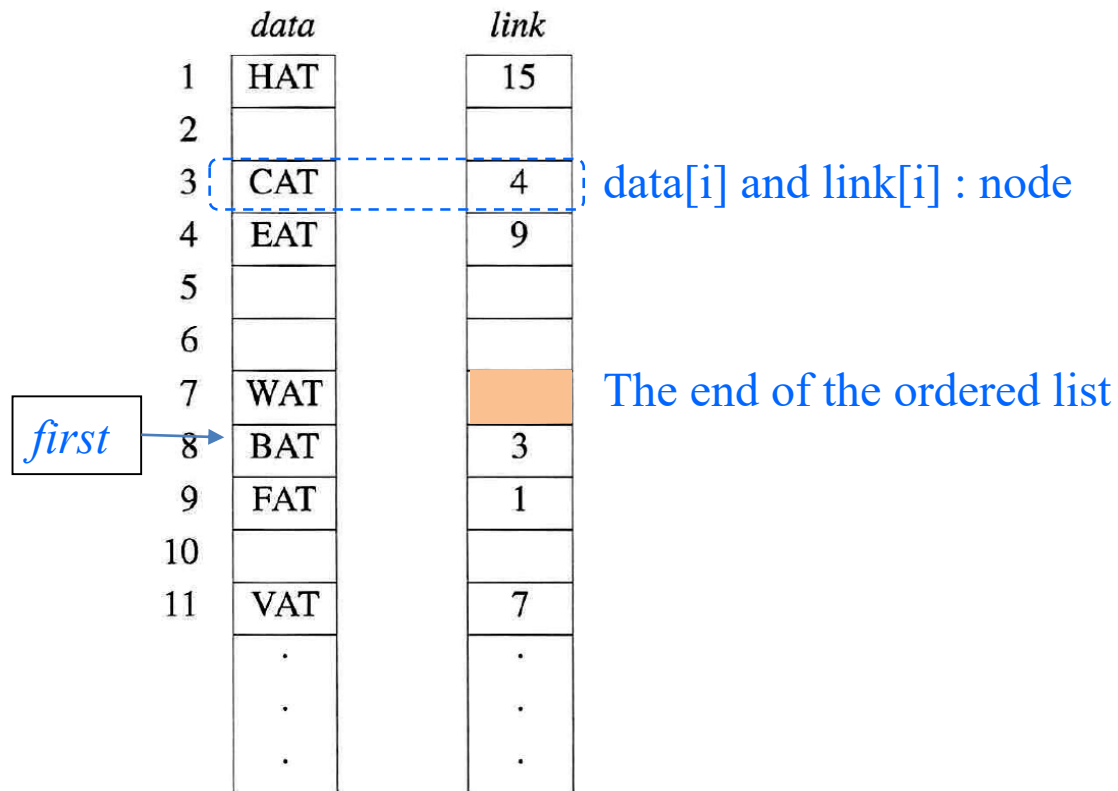 data link
1 HAT 15
2
3 CAT 4 data[i] and link[i] : node
4 EAT 9
5
6
7 WAT The end of the ordered list
first 8 BAT 3
9 FAT 1
10
11 VAT 7
. .
. .
. .